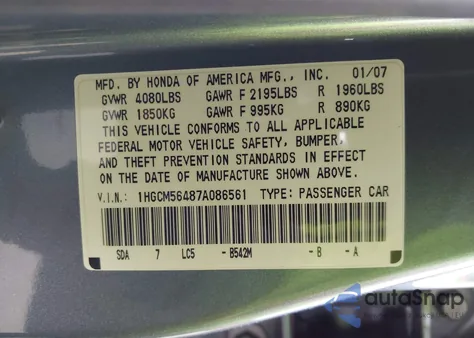 MFD. BY HONDA OF AMERICA MFG., INC. 01/07
GVWR 4080LBS GAWR F 2195LBS R 1960LBS
GVWR 1850KG GAWR F 995KG R 890KG
THIS VEHICLE CONFORMS TO ALL APPLICABLE
FEDERAL MOTOR VEHICLE SAFETY, BUMPER,
AND THEFT PREVENTION STANDARDS IN EFFECT
ON THE DATE OF MANUFACTURE SHOWN ABOVE.
V.I.N.: 1HGCM56487A086561 TYPE: PASSENGER CAR
SDA 7 LC5 -B542M -B -A
autoSnap